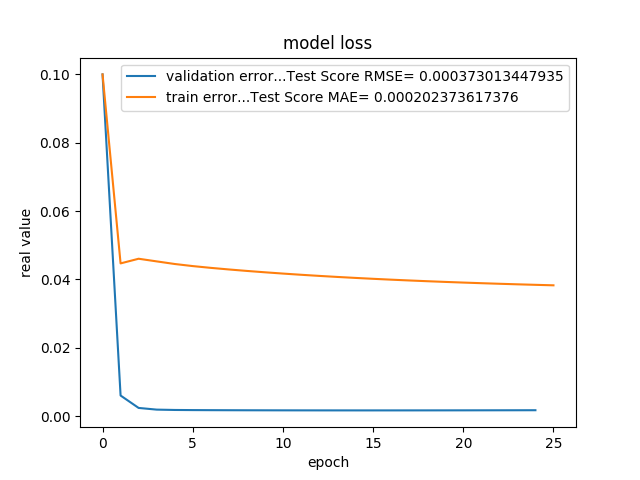 model loss
validation error...Test Score RMSE= 0.000373013447935
train error...Test Score MAE= 0.000202373617376
0.10
0.08
0.06
0.04
0.02
0.00
real value
0 5 10 15 20 25
epoch